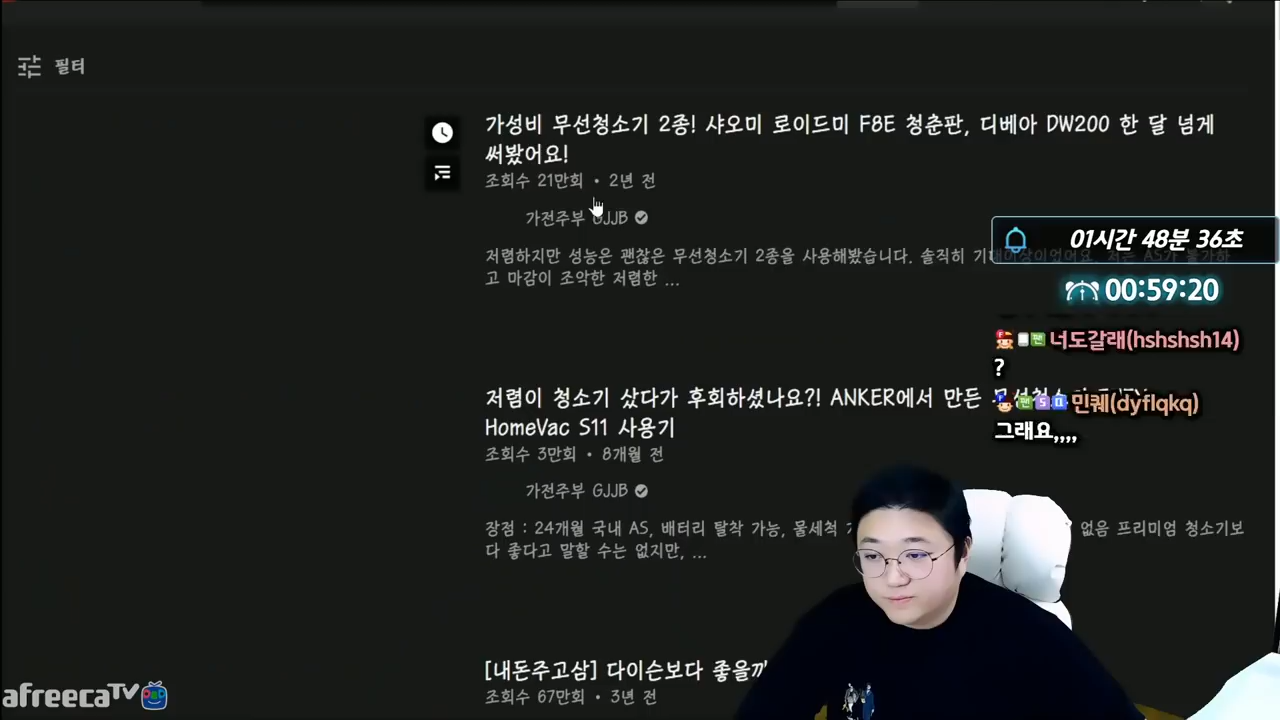 필터
가성비 무선청소기 2종! 샤오미 로이드미 F8E 청춘판, 디베아 DW200 한 달 넘게
써봤어요!
조회수 21만회 • 2년 전
가전주부 GJJB
01시간 48분 36초
저렴하지만 성능은 괜찮은 무선청소기 2종을 사용해봤습니다. 솔직히
고 마감이 조악한 저렴한 ...
00:59:20
너도갈래(hshshsh14)
?
저렴이 청소기 샀다가 후회하셨나요?! ANKER에서 만든
HomeVac S11 사용기
민퀘(dyflqkq)
그래요,,,,
조회수 3만회 • 8개월 전
가전주부 GJJB
장점 : 24개월 국내 AS, 배터리 탈착 가능, 물세척 없음 프리미엄 청소기보
다 좋다고 말할 수는 없지만, ...
[내돈주고삼] 다이슨보다 좋을까
조회수 67만회 • 3년 전
afreecaTV